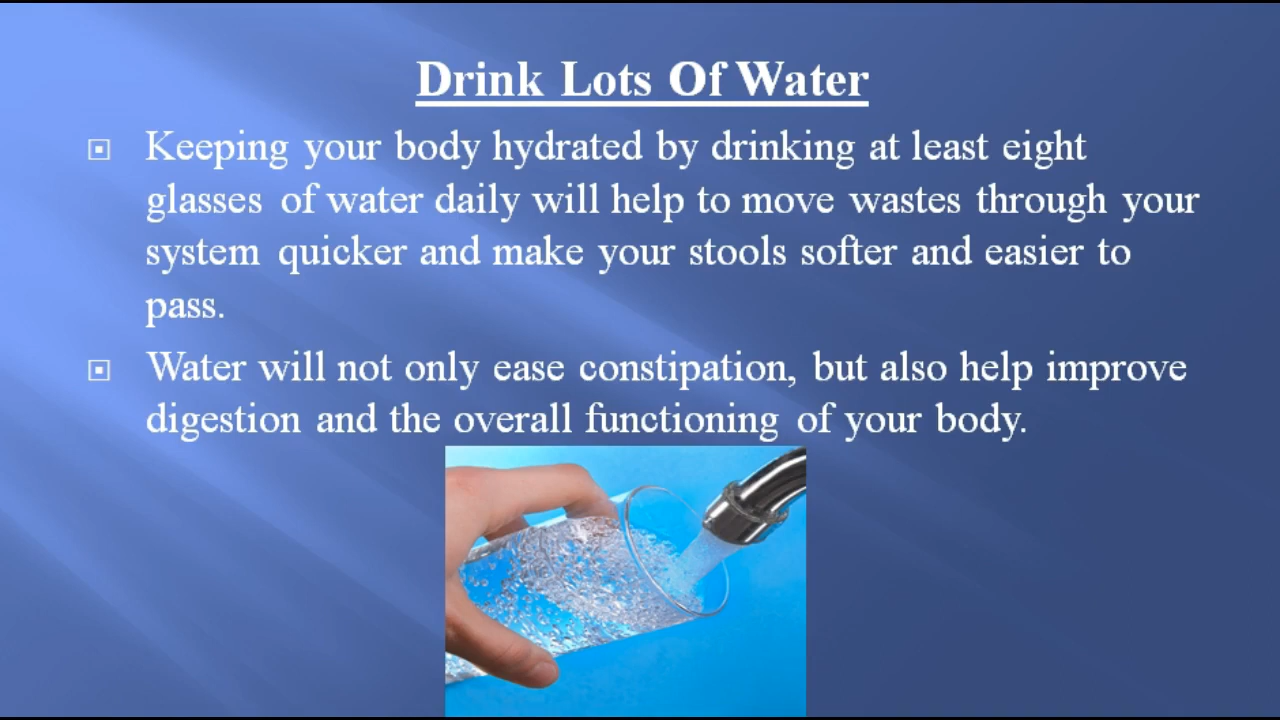 Drink Lots Of Water
Keeping your body hydrated by drinking at least eight
glasses of water daily will help to move wastes through your
system quicker and make your stools softer and easier to
pass.
Water will not only ease constipation, but also help improve
digestion and the overall functioning of your body.